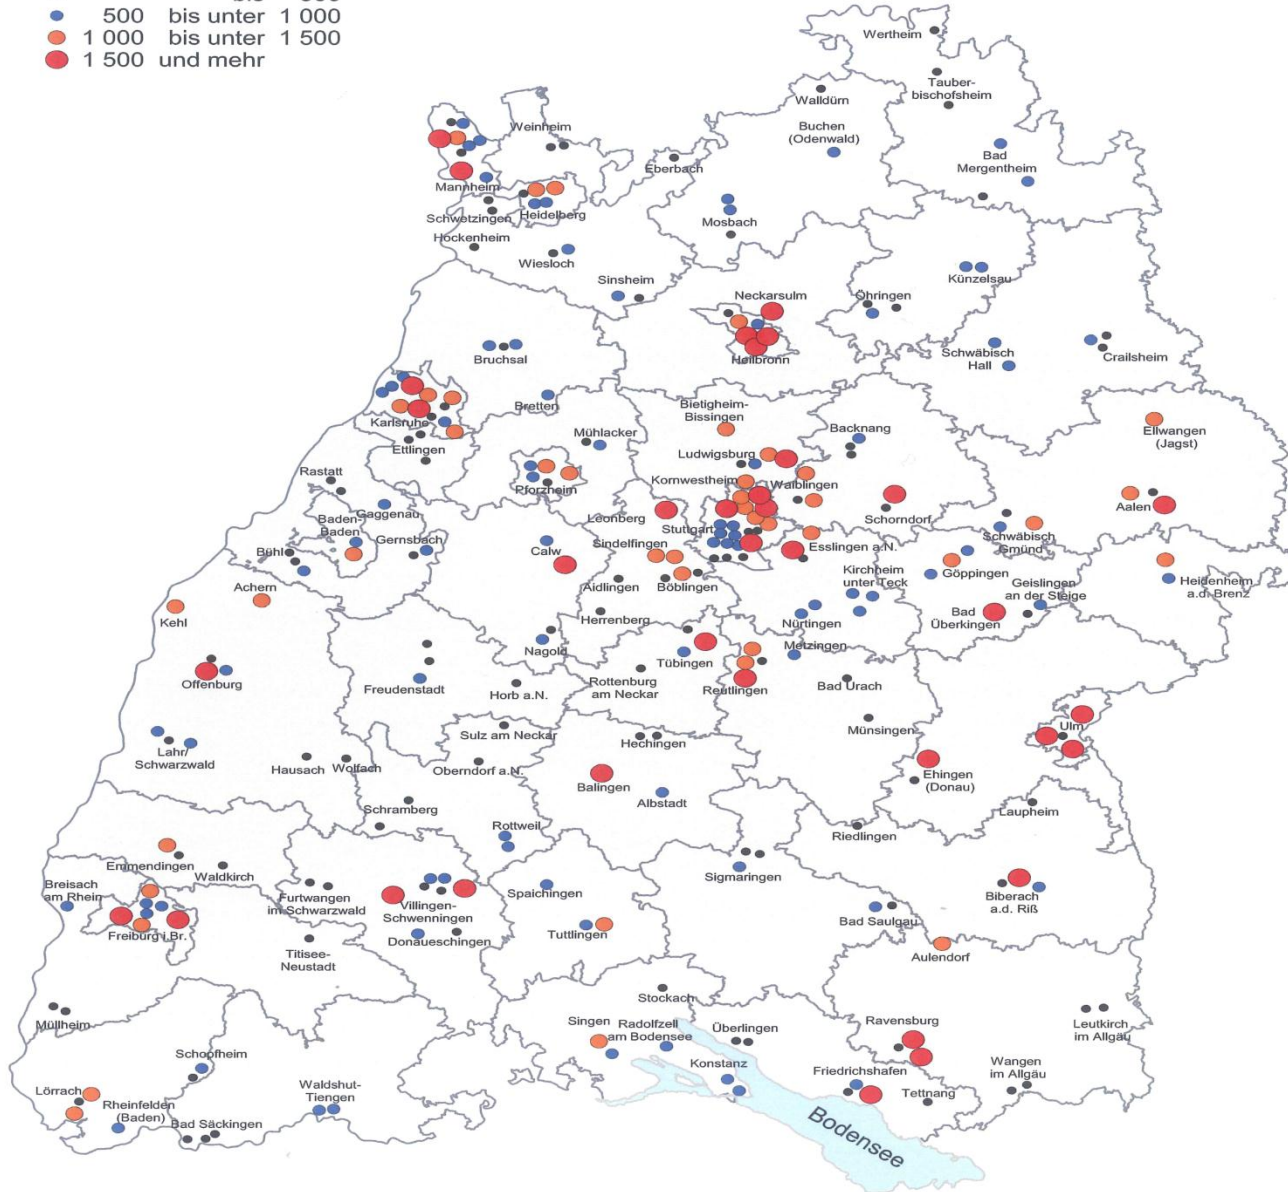 500 bis unter 1 000
1 000 bis unter 1 500
1 500 und mehr
Wertheim
Tauber-
bischofsheim
Walldürn
Weinheim
Buchen
(Odenwald)
Bad
Mergentheim
Eberbach
Mannheim
Schwetzingen
Heidelberg
Mosbach
Hockenheim
Wiesloch
Sinsheim
Künzelsau
Neckarsulm
Öhringen
Heilbronn
Schwäbisch
Hall
Crailsheim
Bruchsal
Bretten
Bietigheim-
Bissingen
Karlsruhe
Ettlingen
Mühlacker
Backnang
Ellwangen
(Jagst)
Ludwigsburg
Rastatt
Pforzheim
Kornwestheim
Waiblingen
Aalen
Gaggenau
Leonberg
Schorndorf
Baden-
Baden
Gernsbach
Stuttgart
Schwäbisch
Gmünd
Bühl
Calw
Sindelfingen
Esslingen a.N.
Achern
Aidlingen
Böblingen
Kirchheim
unter Teck
Göppingen
Geislingen
an der Steige
Heidenheim
a.d. Brenz
Kehl
Herrenberg
Nürtingen
Bad
Überkingen
Nagold
Tübingen
Metzingen
Offenburg
Freudenstadt
Horb a.N.
Rottenburg
am Neckar
Reutlingen
Bad Urach
Münsingen
Ulm
Sulz am Neckar
Hechingen
Lahr/
Schwarzwald
Hausach
Wolfach
Oberndorf a.N.
Balingen
Albstadt
Ehingen
(Donau)
Schramberg
Laupheim
Rottweil
Riedlingen
Emmendingen
Waldkirch
Sigmaringen
Breisach
am Rhein
Furtwangen
im Schwarzwald
Villingen-
Schwenningen
Spaichingen
Biberach
a.d. Riß
Bad Saulgau
Freiburg i.Br.
Donaueschingen
Tuttlingen
Titisee-
Neustadt
Aulendorf
Stockach
Müllheim
Singen
Radolfzell
am Bodensee
Überlingen
Ravensburg
Leutkirch
im Allgäu
Schopfheim
Konstanz
Friedrichshafen
Wangen
im Allgäu
Lörrach
Rheinfelden
(Baden)
Waldshut-
Tiengen
Tettnang
Bad Säckingen
Bodensee